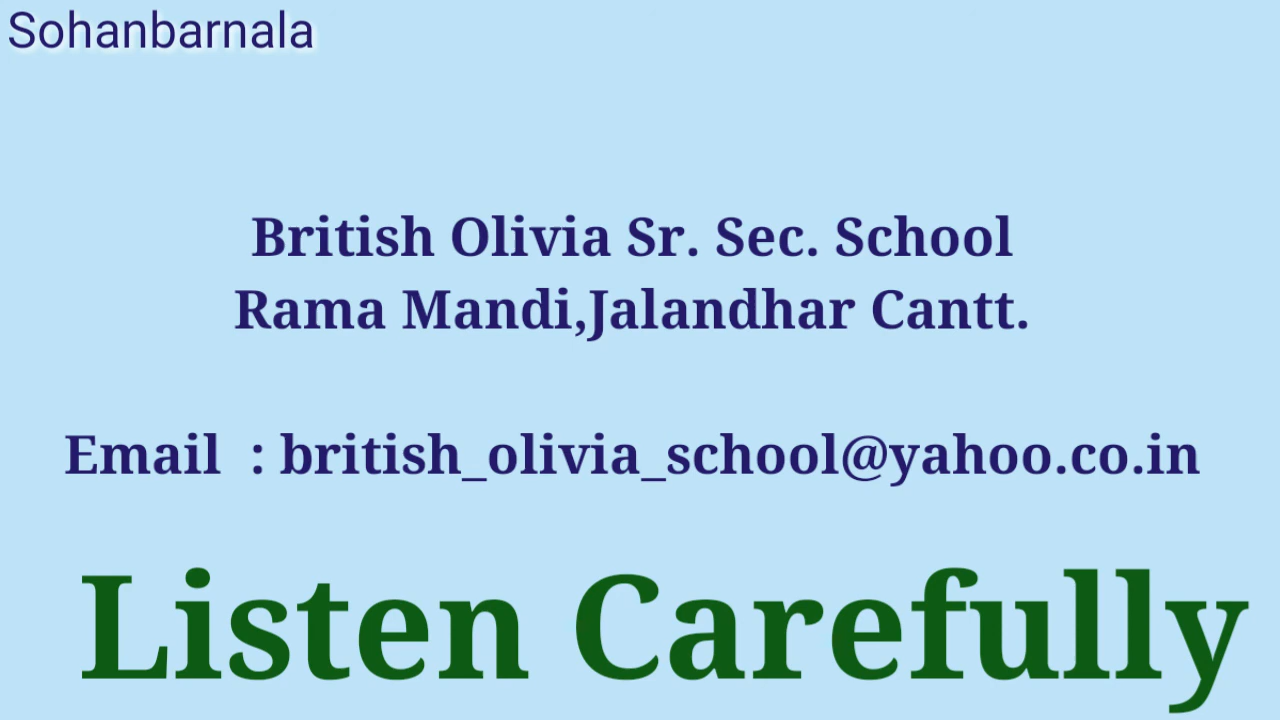 Sohanbarnala
British Olivia Sr. Sec. School
Rama Mandi,Jalandhar Cantt.
Email : british_olivia_school@yahoo.co.in
Listen Carefully